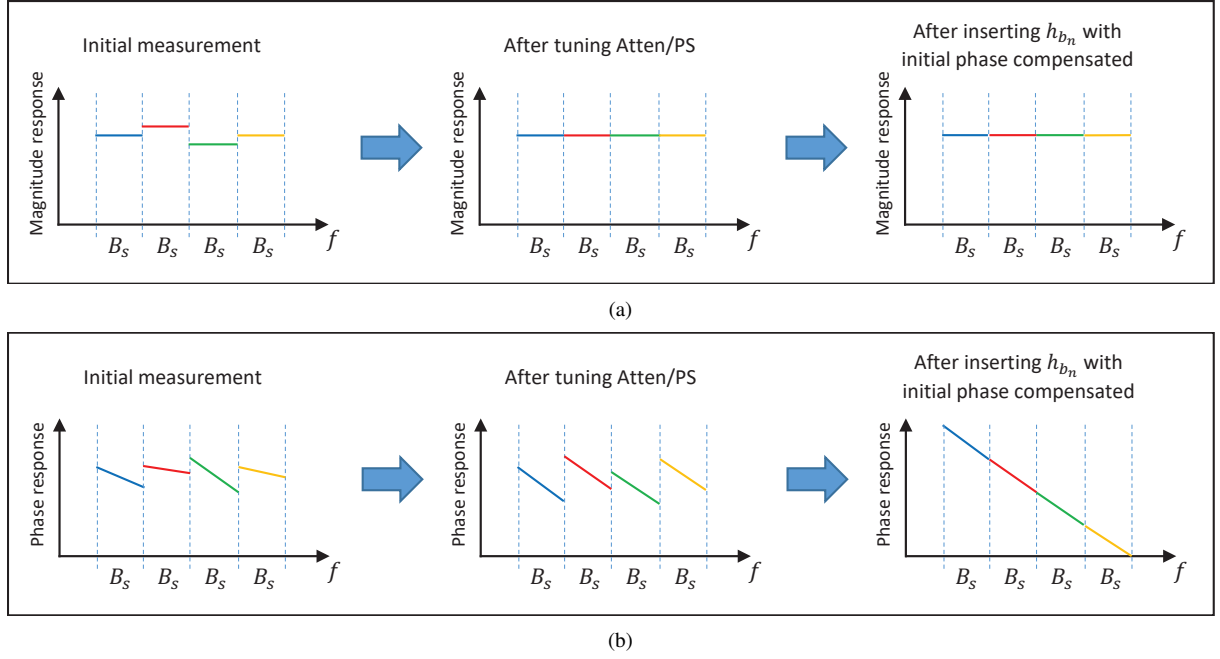 Initial measurement
After tuning Atten/PS
After inserting $h_{b_n}$ with
initial phase compensated
Magnitude response
f
$B_s$ $B_s$ $B_s$ $B_s$
Magnitude response
f
$B_s$ $B_s$ $B_s$ $B_s$
Magnitude response
f
$B_s$ $B_s$ $B_s$ $B_s$
(a)
Initial measurement
After tuning Atten/PS
After inserting $h_{b_n}$ with
initial phase compensated
Phase response
f
$B_s$ $B_s$ $B_s$ $B_s$
Phase response
f
$B_s$ $B_s$ $B_s$ $B_s$
Phase response
f
$B_s$ $B_s$ $B_s$ $B_s$
(b)